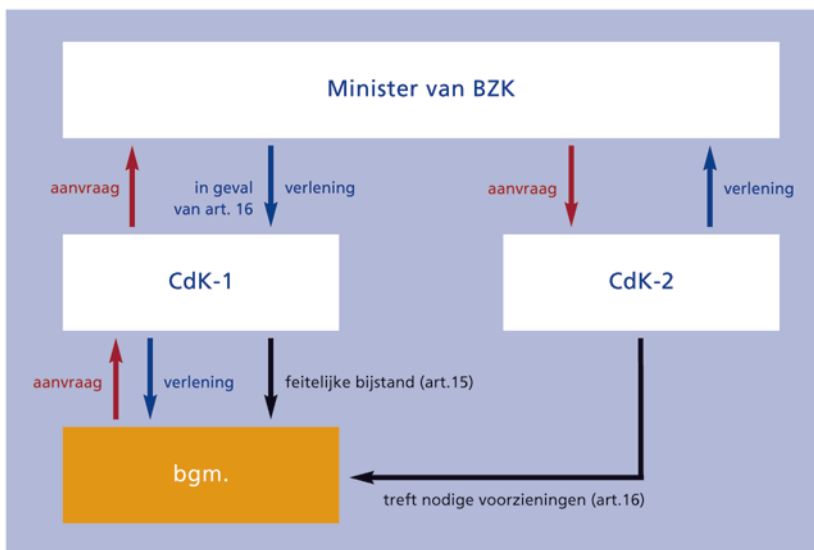 Minister van BZK
aanvraag
in geval
van art. 16
verlening
aanvraag
verlening
CdK-1
CdK-2
aanvraag
verlening
feitelijke bijstand (art.15)
bgm.
treft nodige voorzieningen (art.16)